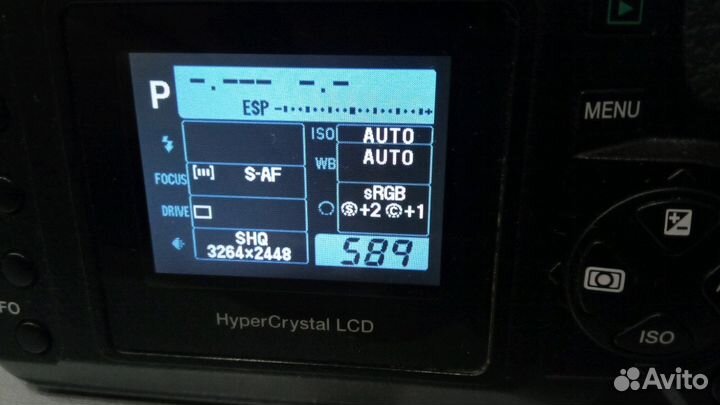 P
-.--- -.-
ESP
ISO AUTO
WB AUTO
FOCUS [···] S-AF
sRGB
DRIVE
Ⓢ+2 Ⓒ+1
SHQ
3264×2448
589
HyperCrystal LCD
MENU
ISO
FO
Avito